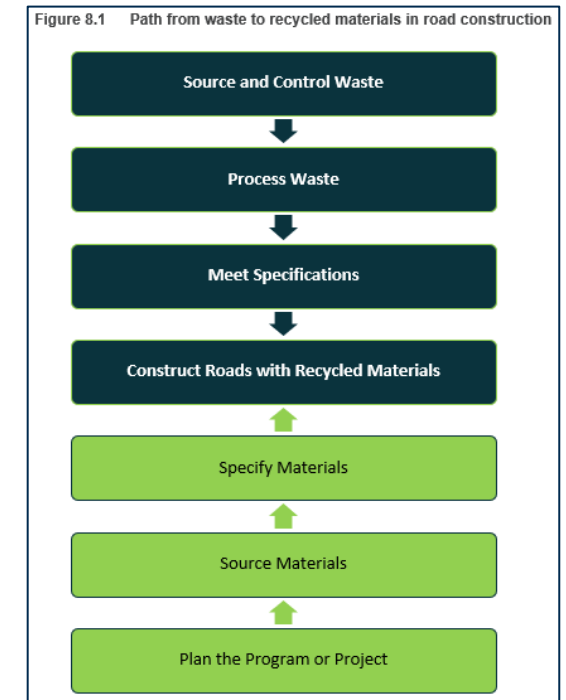 Figure 8.1 Path from waste to recycled materials in road construction
Source and Control Waste
Process Waste
Meet Specifications
Construct Roads with Recycled Materials
Specify Materials
Source Materials
Plan the Program or Project